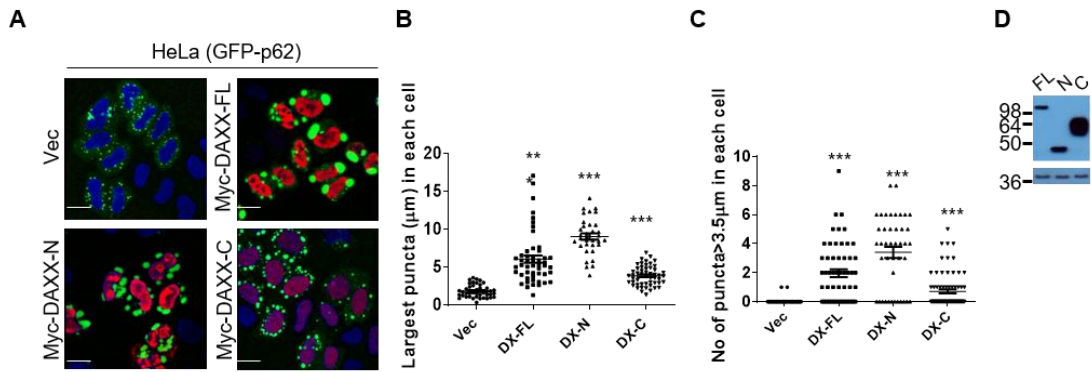 A
HeLa (GFP-p62)
Vec
Myc-DAXX-FL
Myc-DAXX-N
Myc-DAXX-C
B
Largest puncta (μm) in each cell
20
15
10
5
0
**
*
***
***
Vec
DX-FL
DX-N
DX-C
C
No of puncta>3.5μm in each cell
10
8
6
4
2
0
***
***
***
Vec
DX-FL
DX-N
DX-C
D
FL N C
98
64
50
36